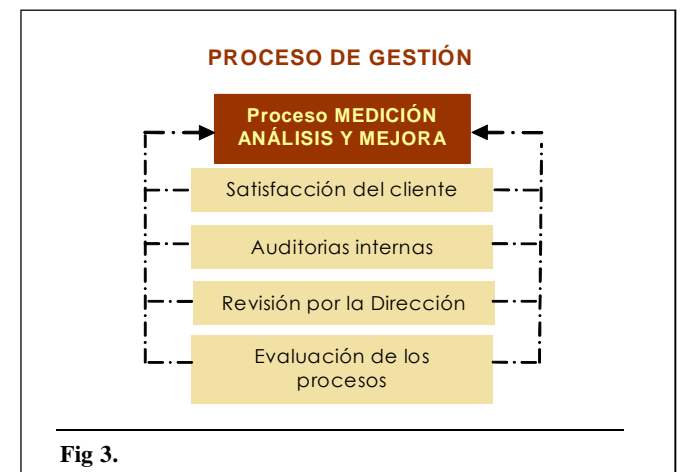 PROCESO DE GESTIÓN
Proceso MEDICIÓN
ANÁLISIS Y MEJORA
Satisfacción del cliente
Auditorias internas
Revisión por la Dirección
Evaluación de los
procesos
Fig 3.